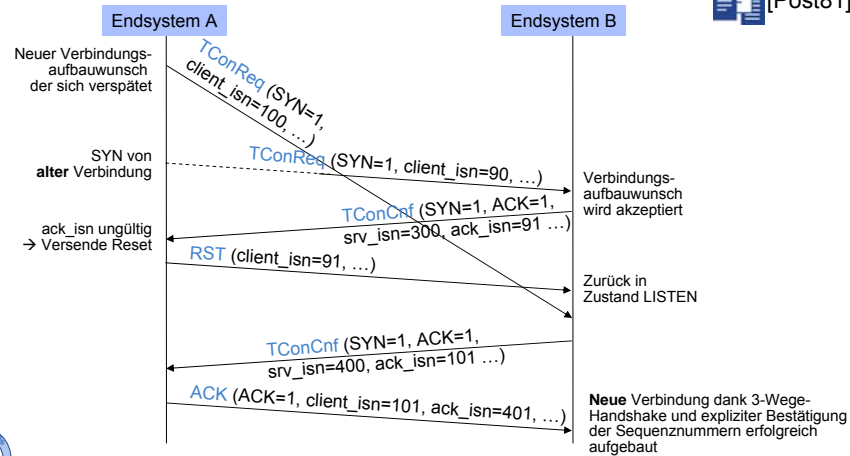 [Post81]
Endsystem A
Endsystem B
Neuer Verbindungs-
aufbauwunsch
der sich verspätet
TConReq (SYN=1,
client_isn=100, …)
SYN von
alter Verbindung
TConReq (SYN=1, client_isn=90, …)
Verbindungs-
aufbauwunsch
wird akzeptiert
TConCnf (SYN=1, ACK=1,
srv_isn=300, ack_isn=91 …)
ack_isn ungültig
→ Versende Reset
RST (client_isn=91, …)
Zurück in
Zustand LISTEN
TConCnf (SYN=1, ACK=1,
srv_isn=400, ack_isn=101 …)
ACK (ACK=1, client_isn=101, ack_isn=401, …)
Neue Verbindung dank 3-Wege-
Handshake und expliziter Bestätigung
der Sequenznummern erfolgreich
aufgebaut